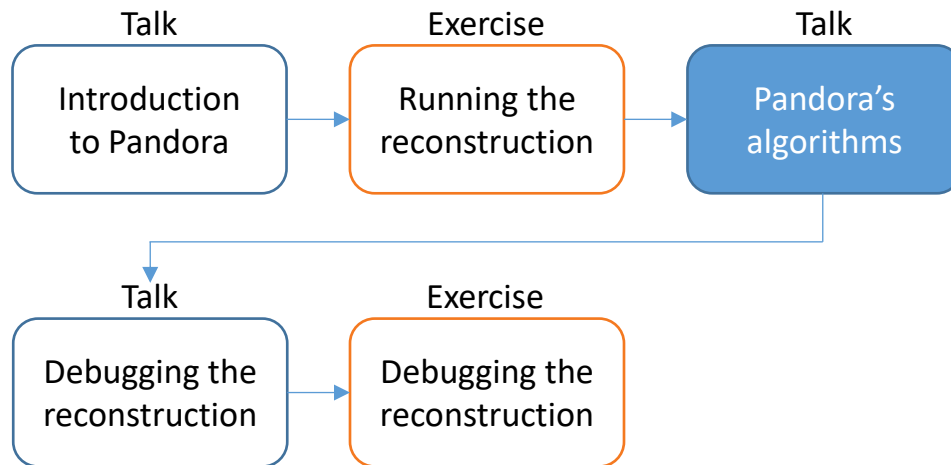 Talk
Exercise
Talk
Introduction
to Pandora
Running the
reconstruction
Pandora’s
algorithms
Talk
Exercise
Debugging the
reconstruction
Debugging the
reconstruction